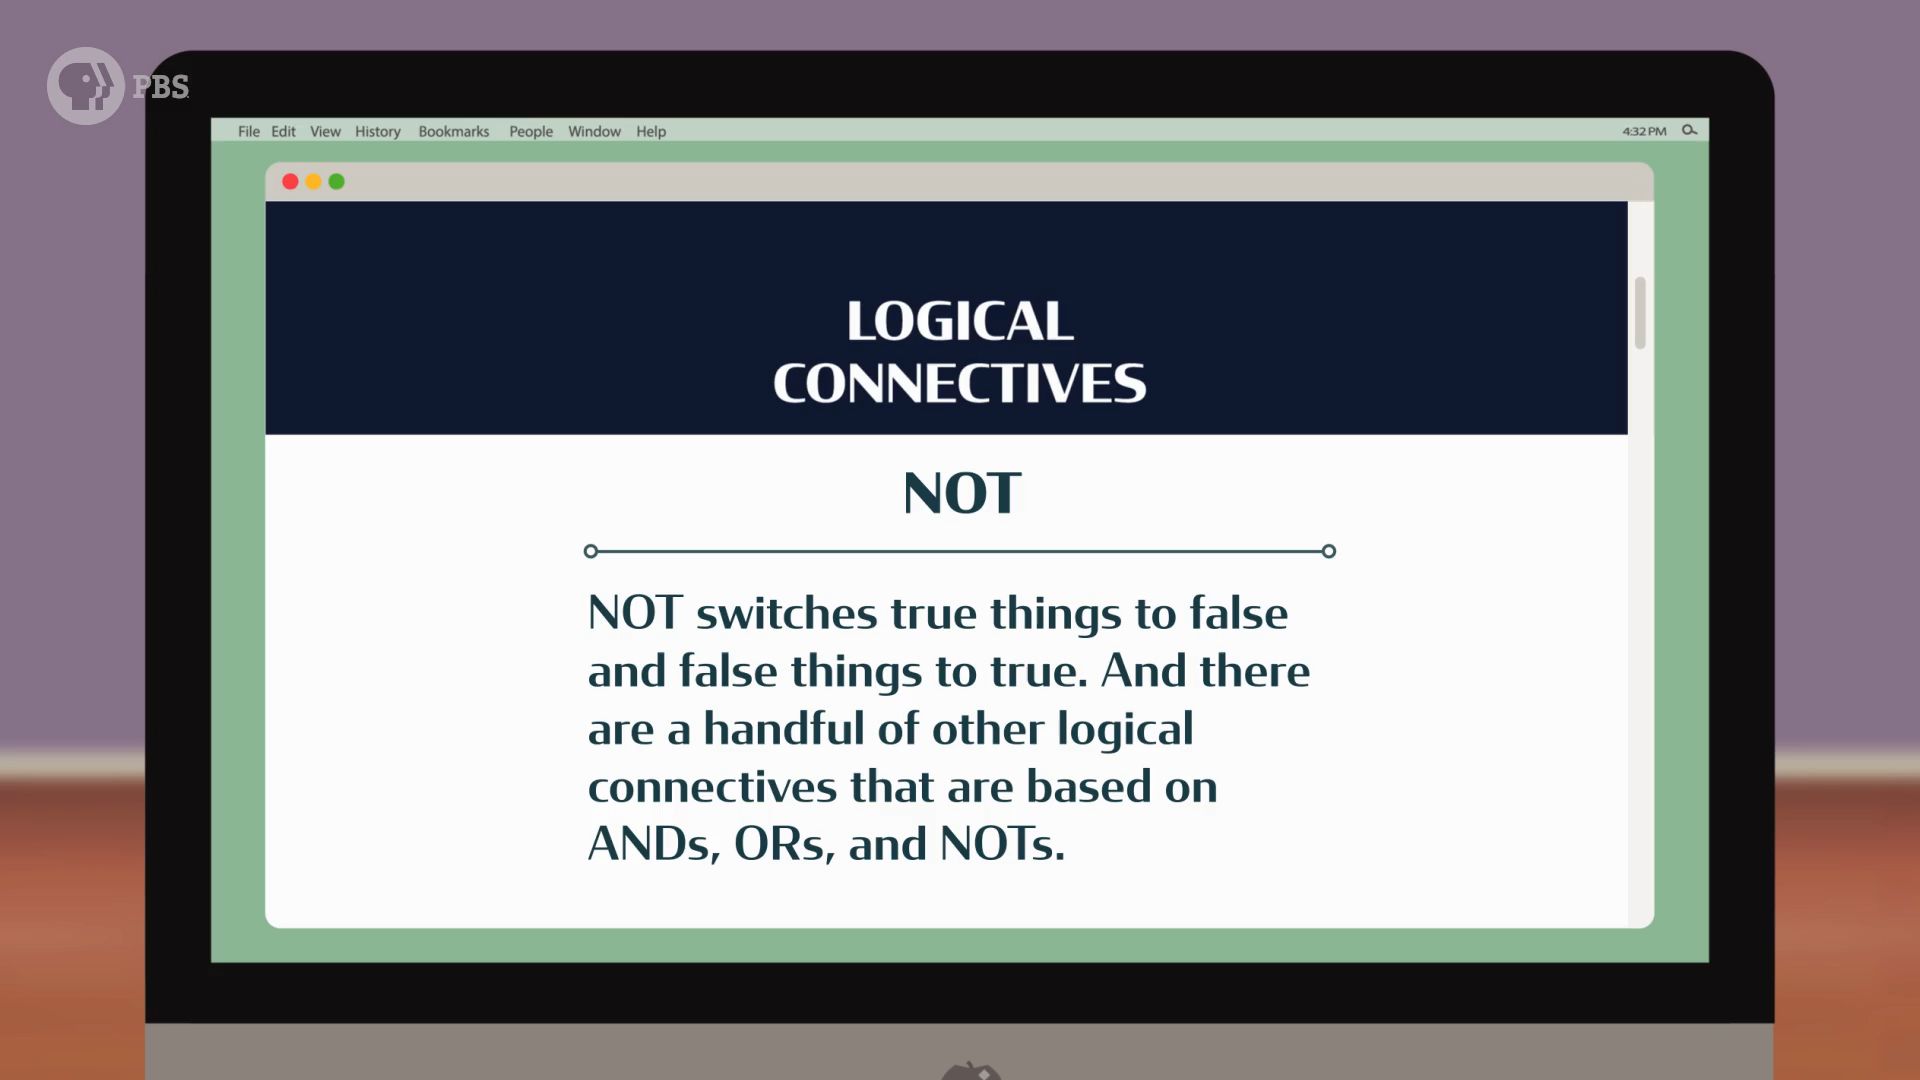 PBS
File Edit View History Bookmarks People Window Help
4:32 PM
LOGICAL
CONNECTIVES
NOT
NOT switches true things to false
and false things to true. And there
are a handful of other logical
connectives that are based on
ANDs, ORs, and NOTs.